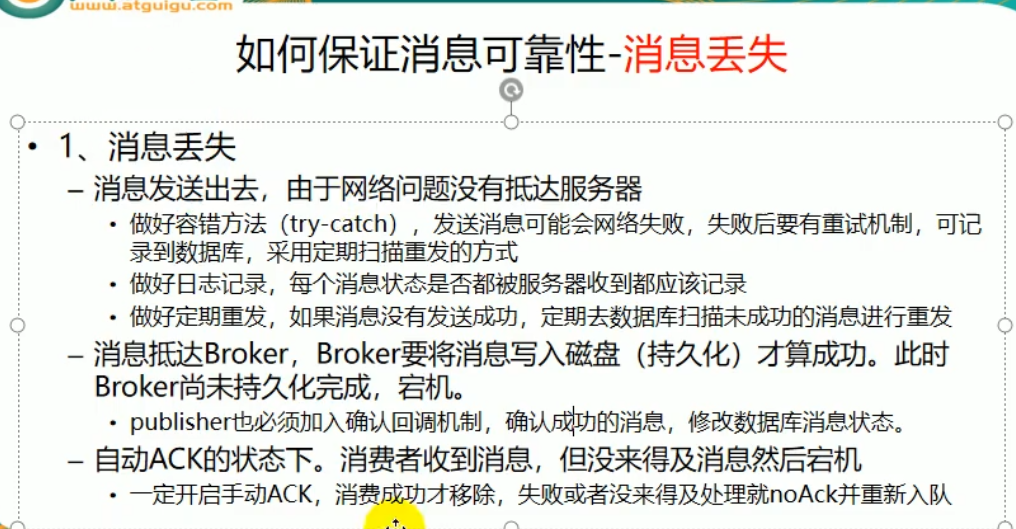 www.atguigu.com
如何保证消息可靠性-消息丢失
• 1、消息丢失
– 消息发送出去，由于网络问题没有抵达服务器
• 做好容错方法（try-catch），发送消息可能会网络失败，失败后要有重试机制，可记
录到数据库，采用定期扫描重发的方式
• 做好日志记录，每个消息状态是否都被服务器收到都应该记录
• 做好定期重发，如果消息没有发送成功，定期去数据库扫描未成功的消息进行重发
– 消息抵达Broker，Broker要将消息写入磁盘（持久化）才算成功。此时
Broker尚未持久化完成，宕机。
• publisher也必须加入确认回调机制，确认成功的消息，修改数据库消息状态。
– 自动ACK的状态下。消费者收到消息，但没来得及消息然后宕机
• 一定开启手动ACK，消费成功才移除，失败或者没来得及处理就noAck并重新入队